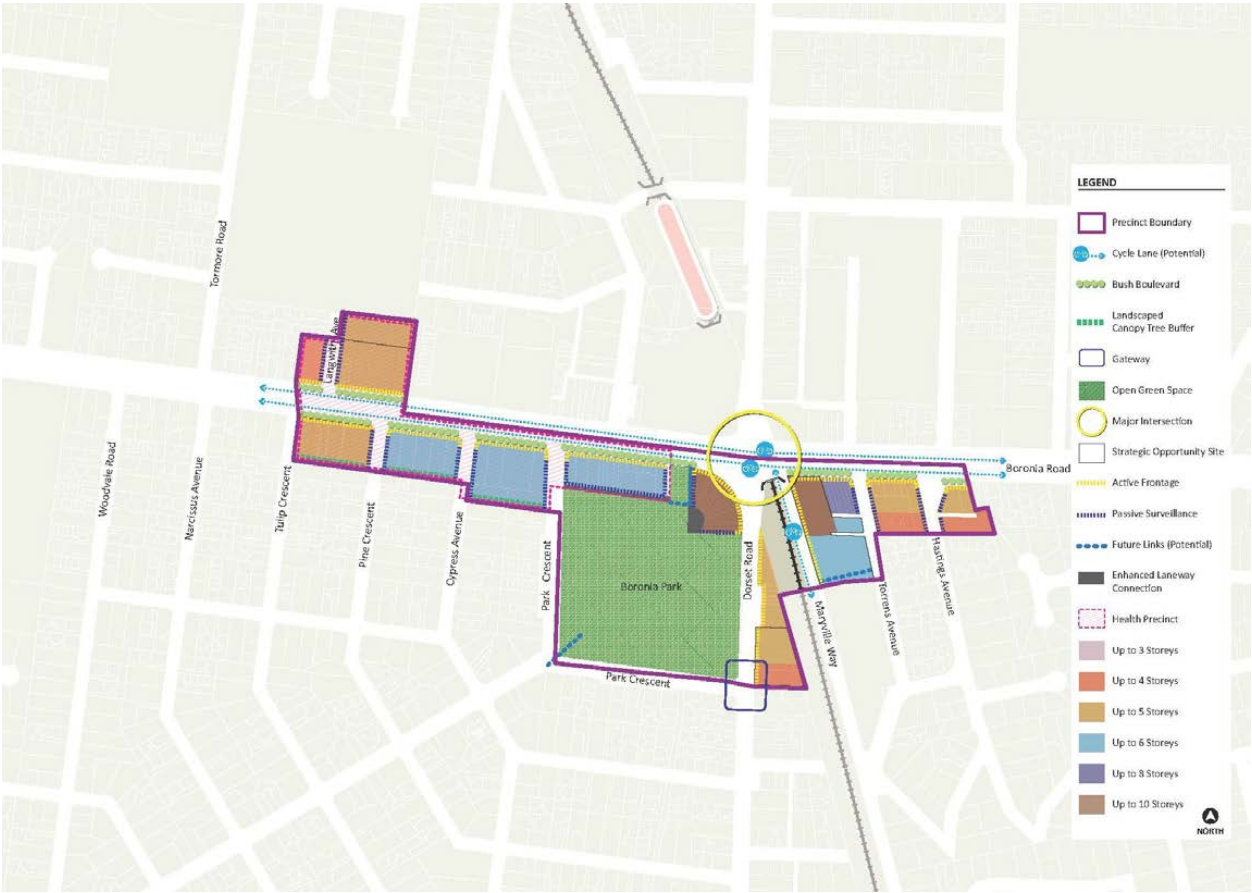 Tormore Road
Langwith Ave
Woodvale Road
Narcissus Avenue
Tulip Crescent
Pine Crescent
Cypress Avenue
Park Crescent
Boronia Park
Park Crescent
Dorset Road
Maryville Way
Torrens Avenue
Hastings Avenue
Boronia Road
LEGEND
Precinct Boundary
Cycle Lane (Potential)
Bush Boulevard
Landscaped
Canopy Tree Buffer
Gateway
Open Green Space
Major Intersection
Strategic Opportunity Site
Active Frontage
Passive Surveillance
Future Links (Potential)
Enhanced Laneway
Connection
Health Precinct
Up to 3 Storeys
Up to 4 Storeys
Up to 5 Storeys
Up to 6 Storeys
Up to 8 Storeys
Up to 10 Storeys
NORTH